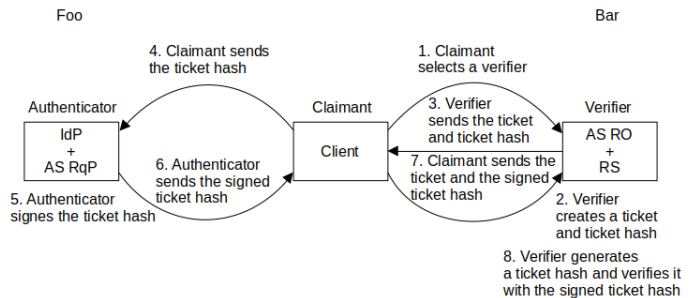 Foo
Bar
4. Claimant sends
the ticket hash
1. Claimant
selects a verifier
Authenticator
Claimant
Verifier
3. Verifier
sends the ticket
and ticket hash
IdP
+
AS RqP
Client
AS RO
+
RS
6. Authenticator
sends the signed
ticket hash
7. Claimant sends the
ticket and the signed
ticket hash
5. Authenticator
signes the ticket hash
2. Verifier
creates a ticket
and ticket hash
8. Verifier generates
a ticket hash and verifies it
with the signed ticket hash